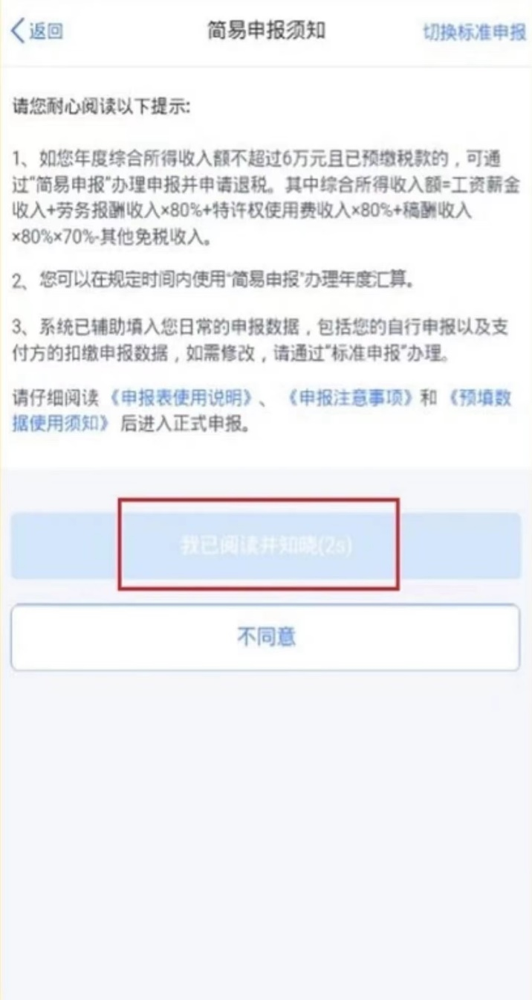 返回
简易申报须知
切换标准申报
请您耐心阅读以下提示:
1、如您年度综合所得收入额不超过6万元且已预缴税款的，可通
过"简易申报"办理申报并申请退税。其中综合所得收入额=工资薪金
收入+劳务报酬收入×80%+特许权使用费收入×80%+稿酬收入
×80%×70%-其他免税收入。
2、您可以在规定时间内使用"简易申报"办理年度汇算。
3、系统已辅助填入您日常的申报数据，包括您的自行申报以及支
付方的扣缴申报数据，如需修改，请通过"标准申报"办理。
请仔细阅读《申报表使用说明》、《申报注意事项》和《预填数
据使用须知》后进入正式申报。
我已阅读并知晓(2s)
不同意